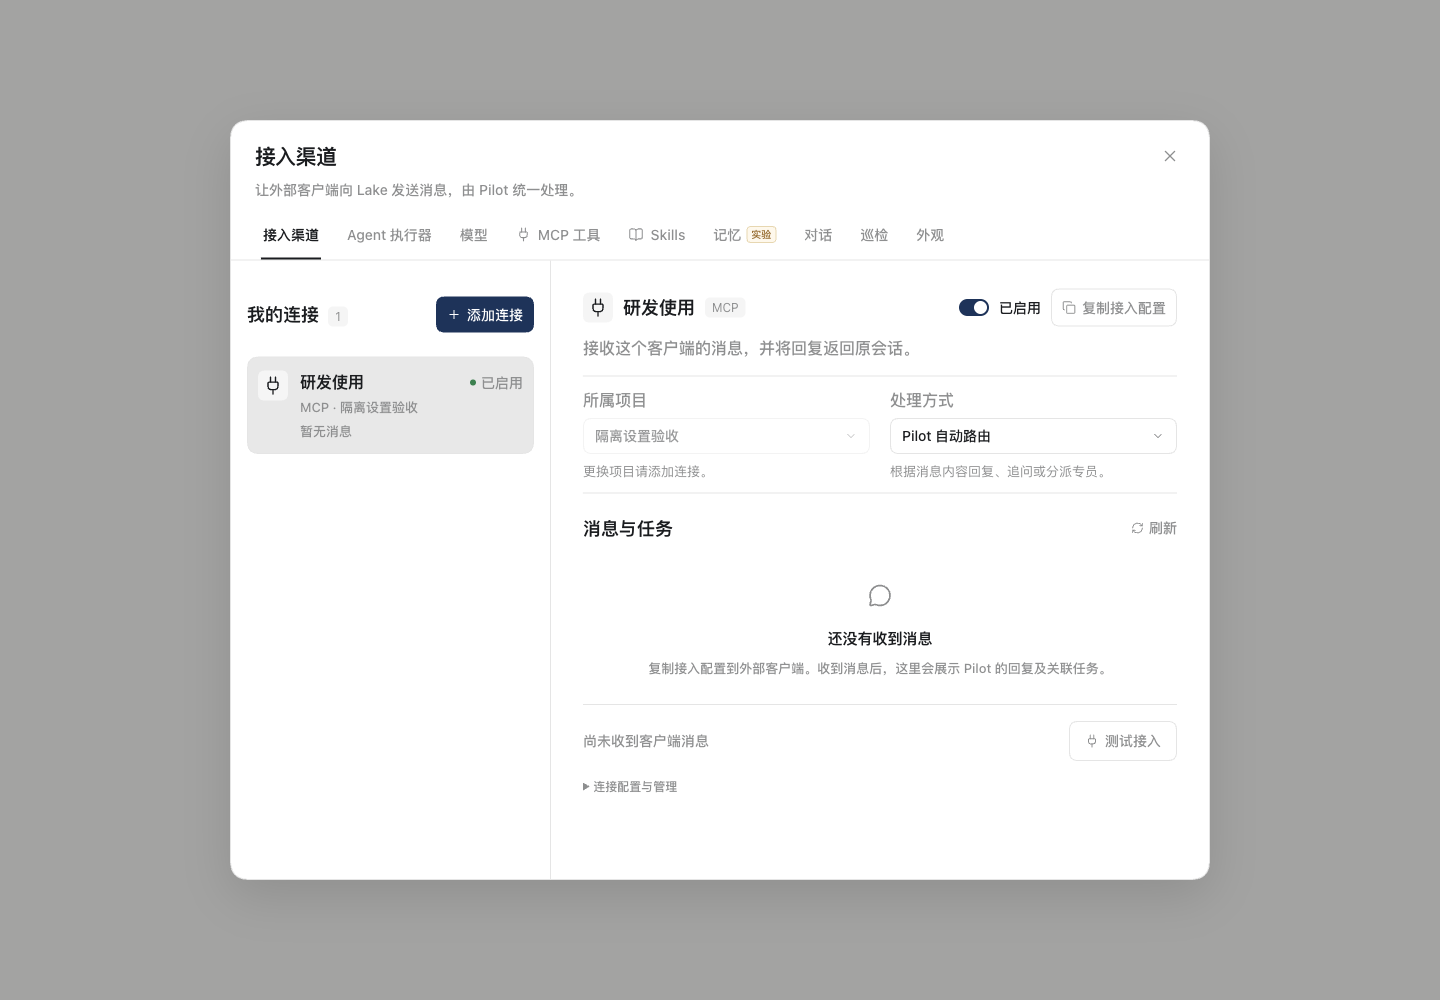 接入渠道
让外部客户端向 Lake 发送消息，由 Pilot 统一处理。
接入渠道 Agent 执行器 模型 MCP 工具 Skills 记忆 实验 对话 巡检 外观
我的连接 1
添加连接
研发使用 已启用
MCP · 隔离设置验收
暂无消息
研发使用 MCP 已启用 复制接入配置
接收这个客户端的消息，并将回复返回原会话。
所属项目 处理方式
隔离设置验收 Pilot 自动路由
更换项目请添加连接。 根据消息内容回复、追问或分派专员。
消息与任务 刷新
还没有收到消息
复制接入配置到外部客户端。收到消息后，这里会展示 Pilot 的回复及关联任务。
尚未收到客户端消息 测试接入
连接配置与管理